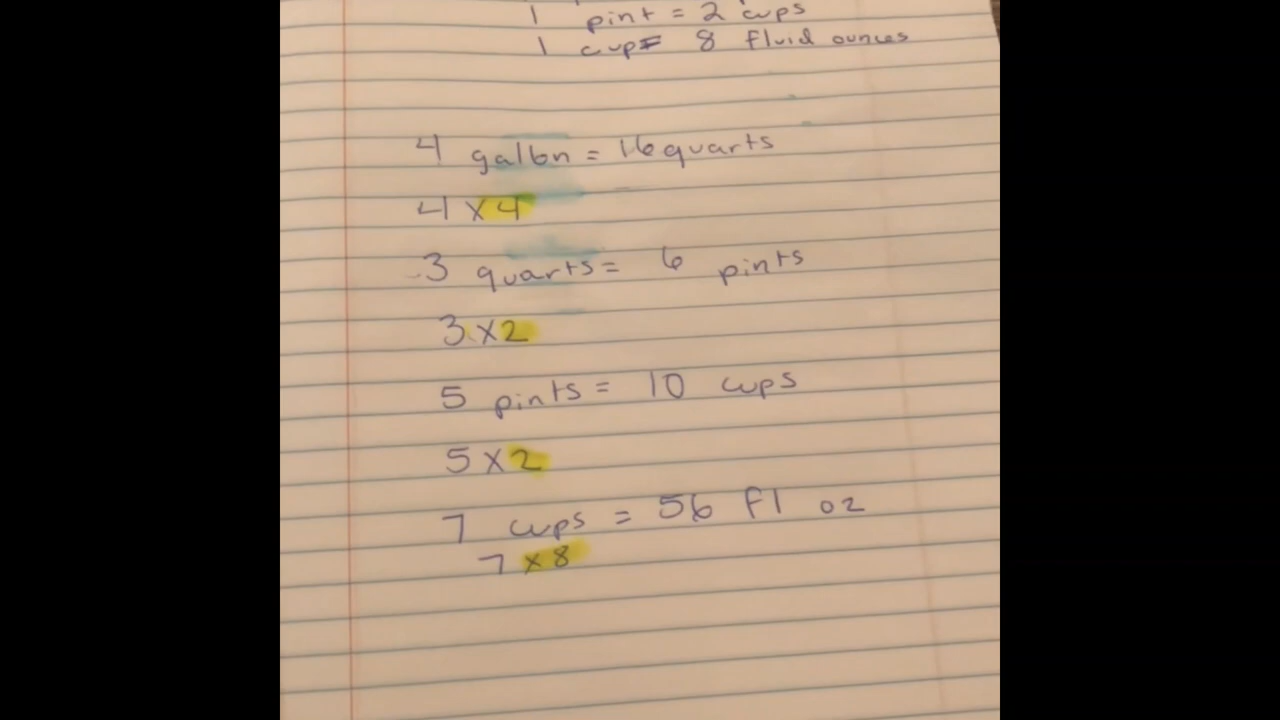 1 pint = 2 cups
1 cup = 8 fluid ounces
4 gallon = 16 quarts
4 x 4
3 quarts = 6 pints
3 x 2
5 pints = 10 cups
5 x 2
7 cups = 56 fl oz
7 x 8